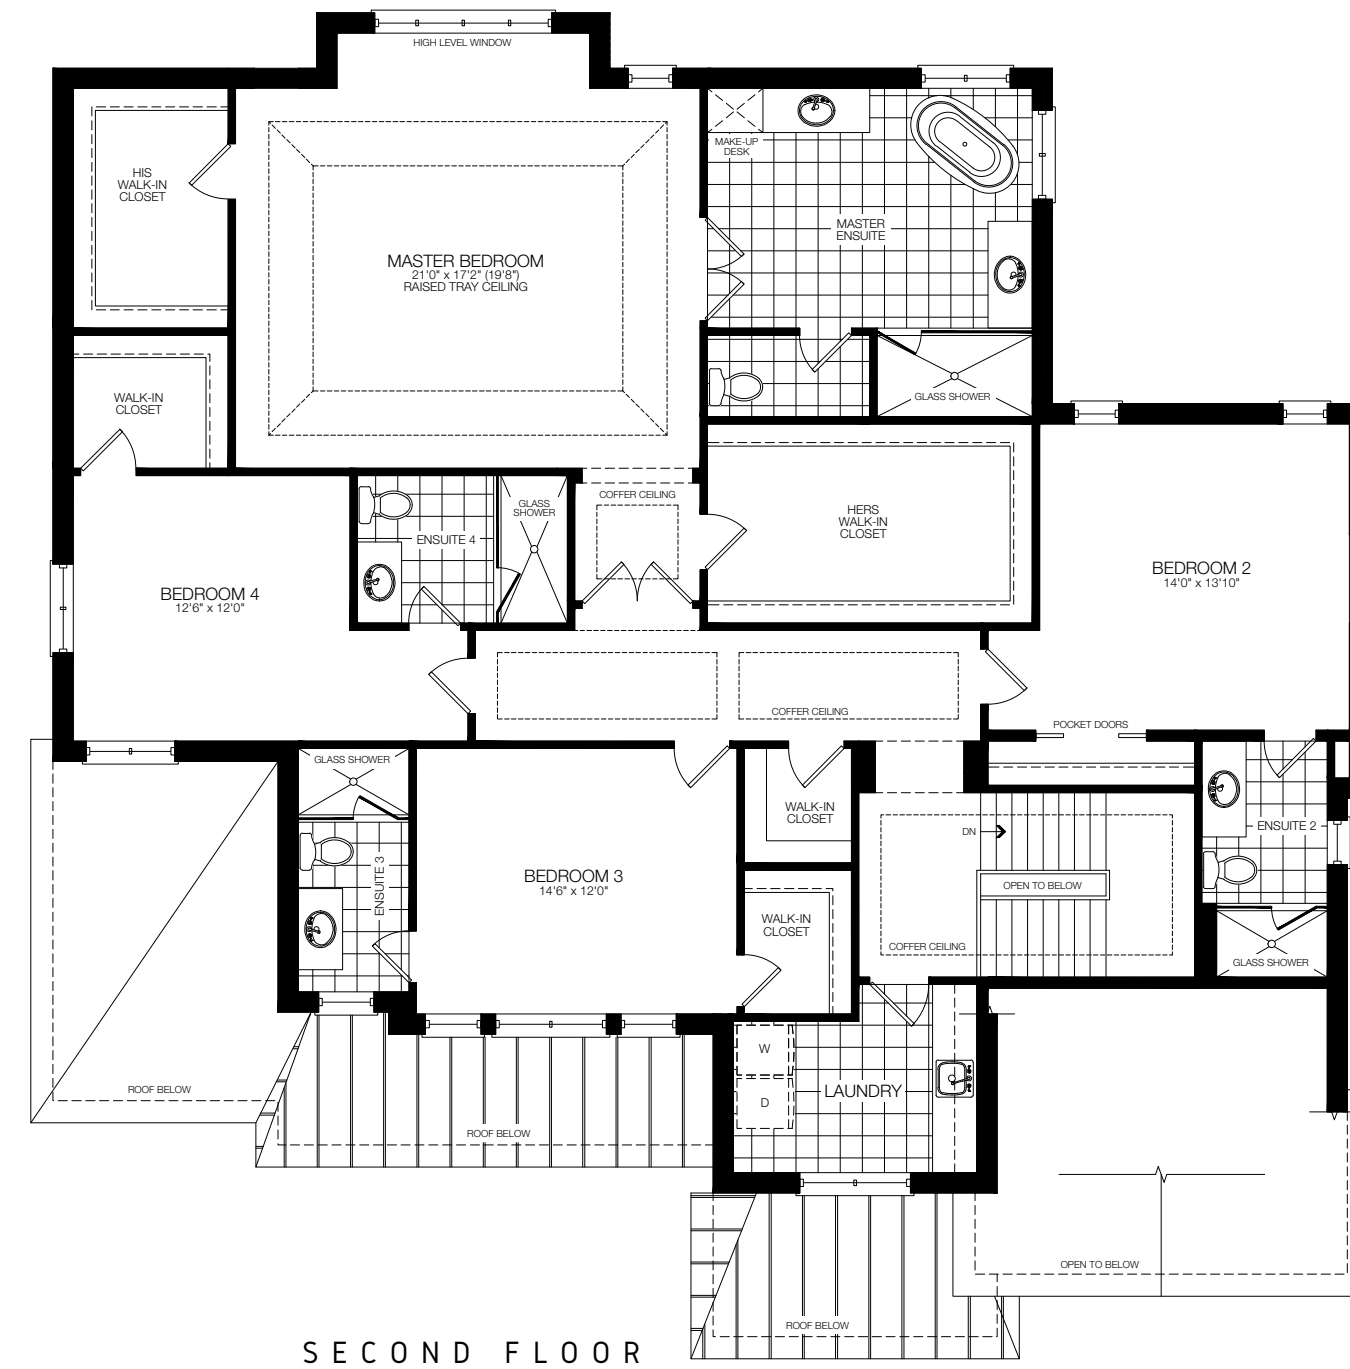 HIGH LEVEL WINDOW
MAKE-UP
DESK
HIS
WALK-IN
CLOSET
MASTER
ENSUITE
MASTER BEDROOM
21'0" x 17'2" (19'8")
RAISED TRAY CEILING
WALK-IN
CLOSET
GLASS SHOWER
COFFER CEILING
GLASS
SHOWER
HERS
WALK-IN
CLOSET
ENSUITE 4
BEDROOM 4
12'6" x 12'0"
BEDROOM 2
14'0" x 13'10"
COFFER CEILING
POCKET DOORS
GLASS SHOWER
WALK-IN
CLOSET
DN
ENSUITE 2
ENSUITE 3
BEDROOM 3
14'6" x 12'0"
OPEN TO BELOW
WALK-IN
CLOSET
COFFER CEILING
GLASS SHOWER
W
D
LAUNDRY
ROOF BELOW
ROOF BELOW
OPEN TO BELOW
ROOF BELOW
SECOND FLOOR